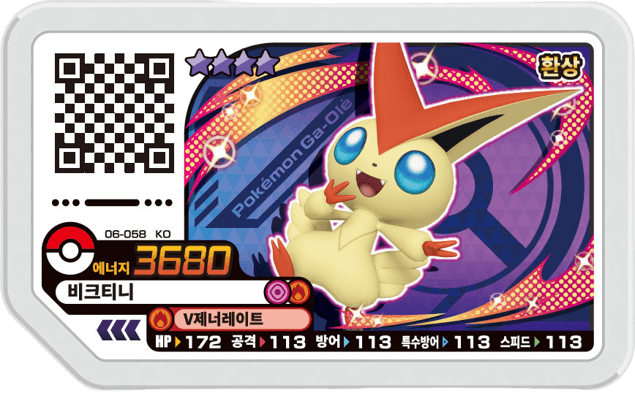 환상
Pokémon Ga-Olé
06-058 KO
에너지 3680
비크티니
V제너레이트
HP 172 공격 113 방어 113 특수방어 113 스피드 113